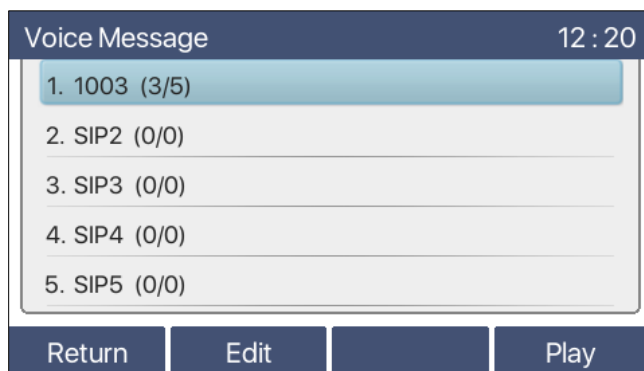 Voice Message 12:20
1. 1003 (3/5)
2. SIP2 (0/0)
3. SIP3 (0/0)
4. SIP4 (0/0)
5. SIP5 (0/0)
Return Edit Play